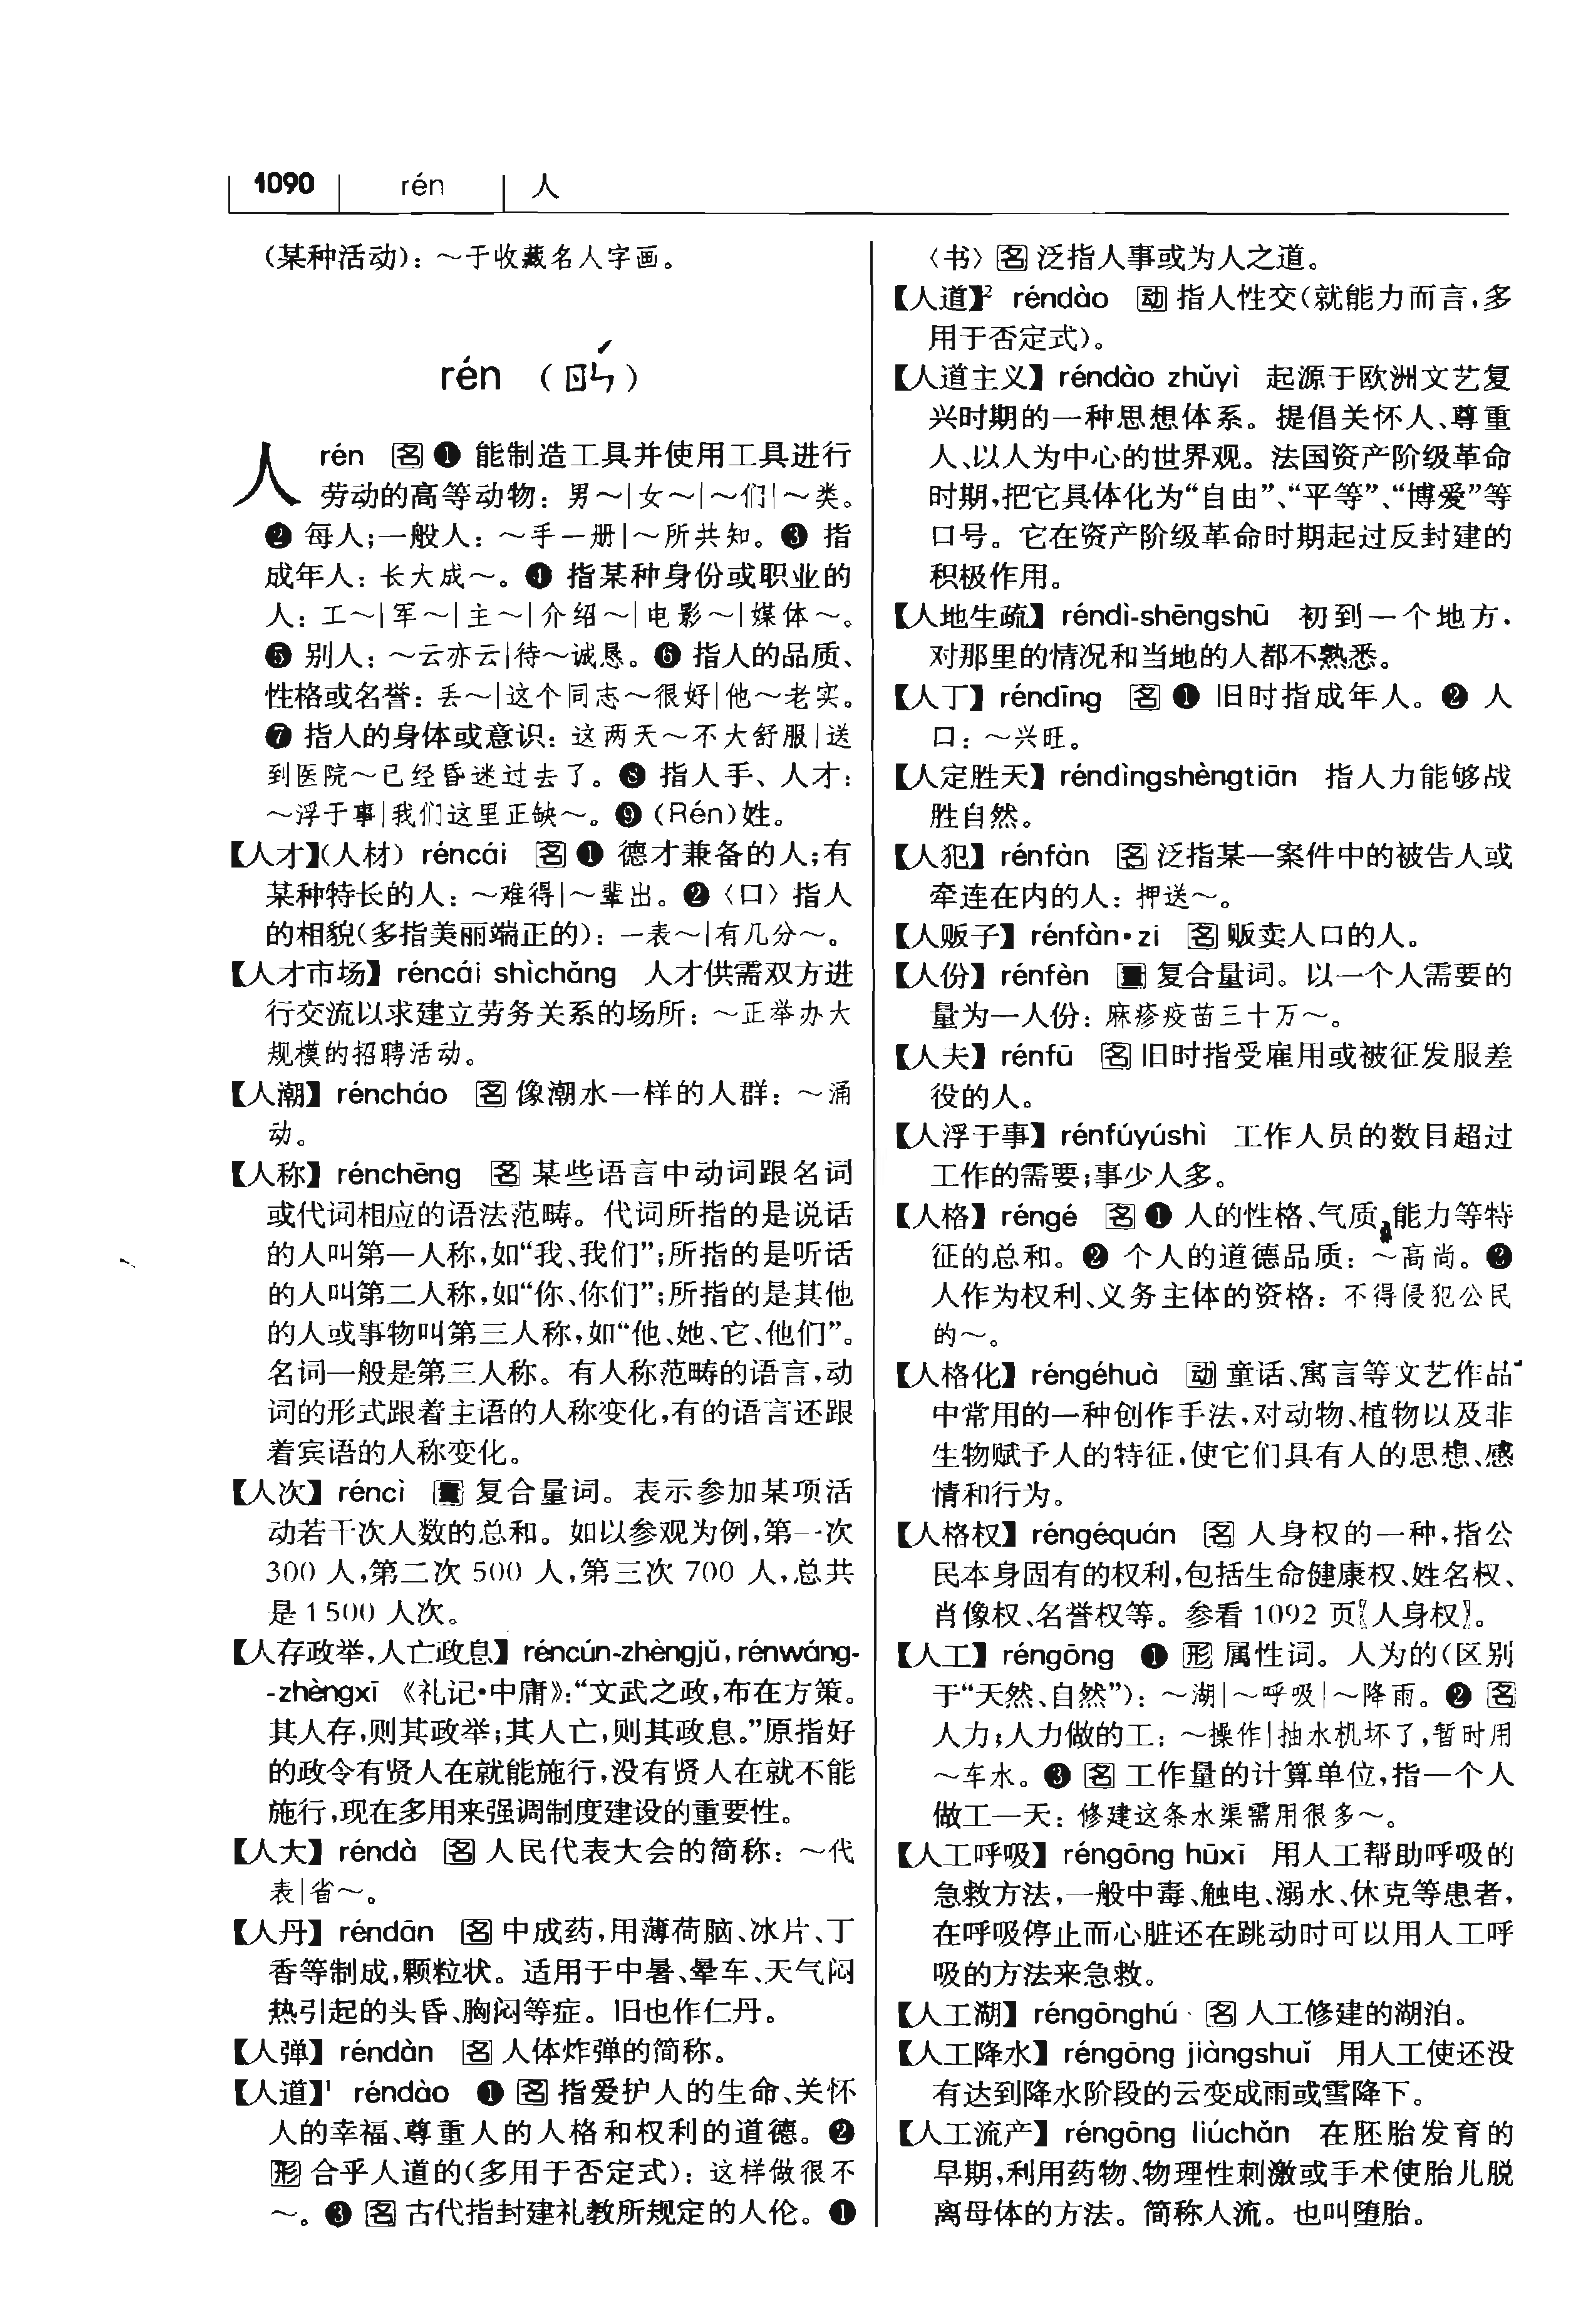 1090 rén 人
(某种活动): ～于收藏名人字画。
rén (ㄖㄣˊ)
人 rén 名 ❶ 能制造工具并使用工具进行
劳动的高等动物: 男～|女～|～们|～类。
❷ 每人;一般人: ～手一册|～所共知。❸ 指
成年人: 长大成～。❹ 指某种身份或职业的
人: 工～|军～|主～|介绍～|电影～|媒体～。
❺ 别人: ～云亦云|待～诚恳。❻ 指人的品质、
性格或名誉: 丢～|这个同志～很好|他～老实。
❼ 指人的身体或意识: 这两天～不大舒服|送
到医院～已经昏迷过去了。❽ 指人手、人才:
～浮于事|我们这里正缺～。❾ (Rén)姓。
【人才】(人材) réncái 名 ❶ 德才兼备的人;有
某种特长的人: ～难得|～辈出。❷〈口〉指人
的相貌(多指美丽端正的): 一表～|有几分～。
【人才市场】 réncái shìchǎng 人才供需双方进
行交流以求建立劳务关系的场所: ～正举办大
规模的招聘活动。
【人潮】 réncháo 名 像潮水一样的人群: ～涌
动。
【人称】 rénchēng 名 某些语言中动词跟名词
或代词相应的语法范畴。代词所指的是说话
的人叫第一人称,如“我、我们”;所指的是听话
的人叫第二人称,如“你、你们”;所指的是其他
的人或事物叫第三人称,如“他、她、它、他们”。
名词一般是第三人称。有人称范畴的语言,动
词的形式跟着主语的人称变化,有的语言还跟
着宾语的人称变化。
【人次】 réncì 量 复合量词。表示参加某项活
动若干次人数的总和。如以参观为例,第一次
300 人,第二次 500 人,第三次 700 人,总共
是 1 500 人次。
【人存政举,人亡政息】 réncún-zhèngjǔ, rénwáng-
-zhèngxī 《礼记·中庸》:“文武之政,布在方策。
其人存,则其政举;其人亡,则其政息。”原指好
的政令有贤人在就能施行,没有贤人在就不能
施行,现在多用来强调制度建设的重要性。
【人大】 réndà 名 人民代表大会的简称: ～代
表|省～。
【人丹】 réndān 名 中成药,用薄荷脑、冰片、丁
香等制成,颗粒状。适用于中暑、晕车、天气闷
热引起的头昏、胸闷等症。旧也作仁丹。
【人弹】 réndàn 名 人体炸弹的简称。
【人道】¹ réndào ❶ 名 指爱护人的生命、关怀
人的幸福、尊重人的人格和权利的道德。❷
形 合乎人道的(多用于否定式): 这样做很不
～。❸ 名 古代指封建礼教所规定的人伦。❶
〈书〉名 泛指人事或为人之道。
【人道】² réndào 动 指人性交(就能力而言,多
用于否定式)。
【人道主义】 réndào zhǔyì 起源于欧洲文艺复
兴时期的一种思想体系。提倡关怀人、尊重
人、以人为中心的世界观。法国资产阶级革命
时期,把它具体化为“自由”、“平等”、“博爱”等
口号。它在资产阶级革命时期起过反封建的
积极作用。
【人地生疏】 réndì-shēngshū 初到一个地方,
对那里的情况和当地的人都不熟悉。
【人丁】 réndīng 名 ❶ 旧时指成年人。❷ 人
口: ～兴旺。
【人定胜天】 réndìngshèngtiān 指人力能够战
胜自然。
【人犯】 rénfàn 名 泛指某一案件中的被告人或
牵连在内的人: 押送～。
【人贩子】 rénfàn·zi 名 贩卖人口的人。
【人份】 rénfèn 量 复合量词。以一个人需要的
量为一人份: 麻疹疫苗三十万～。
【人夫】 rénfū 名 旧时指受雇用或被征发服差
役的人。
【人浮于事】 rénfúyúshì 工作人员的数目超过
工作的需要;事少人多。
【人格】 réngé 名 ❶ 人的性格、气质、能力等特
征的总和。❷ 个人的道德品质: ～高尚。❸
人作为权利、义务主体的资格: 不得侵犯公民
的～。
【人格化】 réngéhuà 动 童话、寓言等文艺作品
中常用的一种创作手法,对动物、植物以及非
生物赋予人的特征,使它们具有人的思想、感
情和行为。
【人格权】 réngéquán 名 人身权的一种,指公
民本身固有的权利,包括生命健康权、姓名权、
肖像权、名誉权等。参看 1092 页〖人身权〗。
【人工】 réngōng ❶ 形 属性词。人为的(区别
于“天然、自然”): ～湖|～呼吸|～降雨。❷ 名
人力;人力做的工: ～操作|抽水机坏了,暂时用
～车水。❸ 名 工作量的计算单位,指一个人
做工一天: 修建这条水渠需用很多～。
【人工呼吸】 réngōng hūxī 用人工帮助呼吸的
急救方法,一般中毒、触电、溺水、休克等患者,
在呼吸停止而心脏还在跳动时可以用人工呼
吸的方法来急救。
【人工湖】 réngōnghú 名 人工修建的湖泊。
【人工降水】 réngōng jiàngshuǐ 用人工使还没
有达到降水阶段的云变成雨或雪降下。
【人工流产】 réngōng liúchǎn 在胚胎发育的
早期,利用药物、物理性刺激或手术使胎儿脱
离母体的方法。简称人流。也叫堕胎。